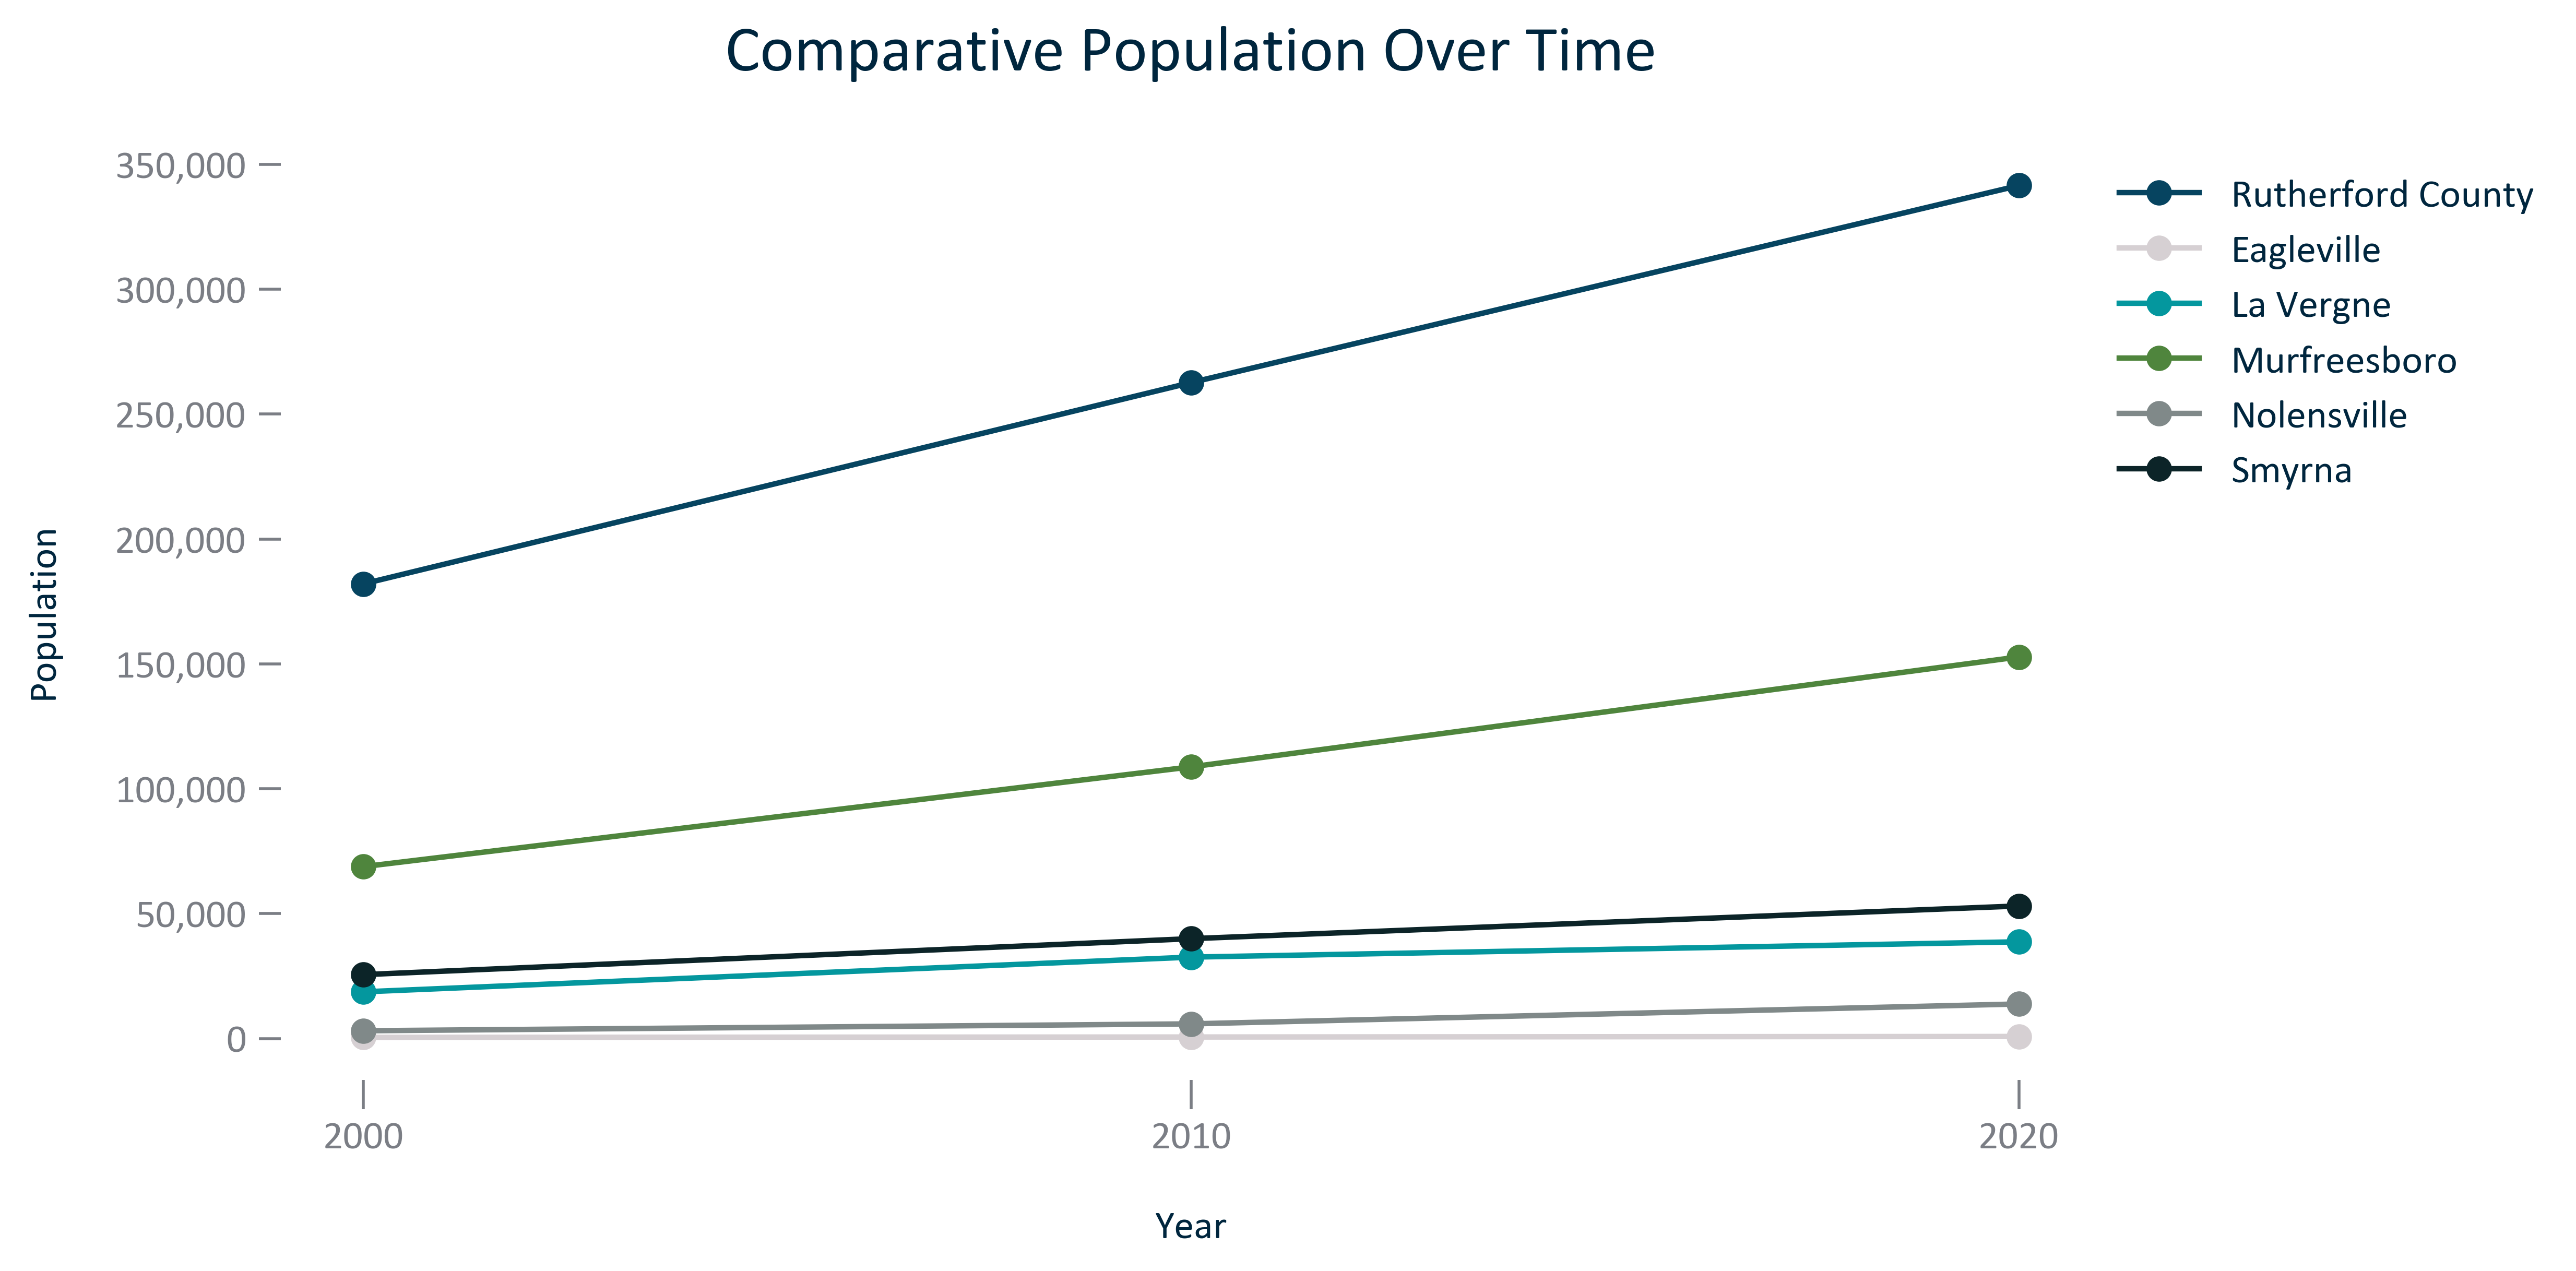 Comparative Population Over Time
350,000
300,000
250,000
200,000
150,000
100,000
50,000
0
Population
2000
2010
2020
Year
Rutherford County
Eagleville
La Vergne
Murfreesboro
Nolensville
Smyrna